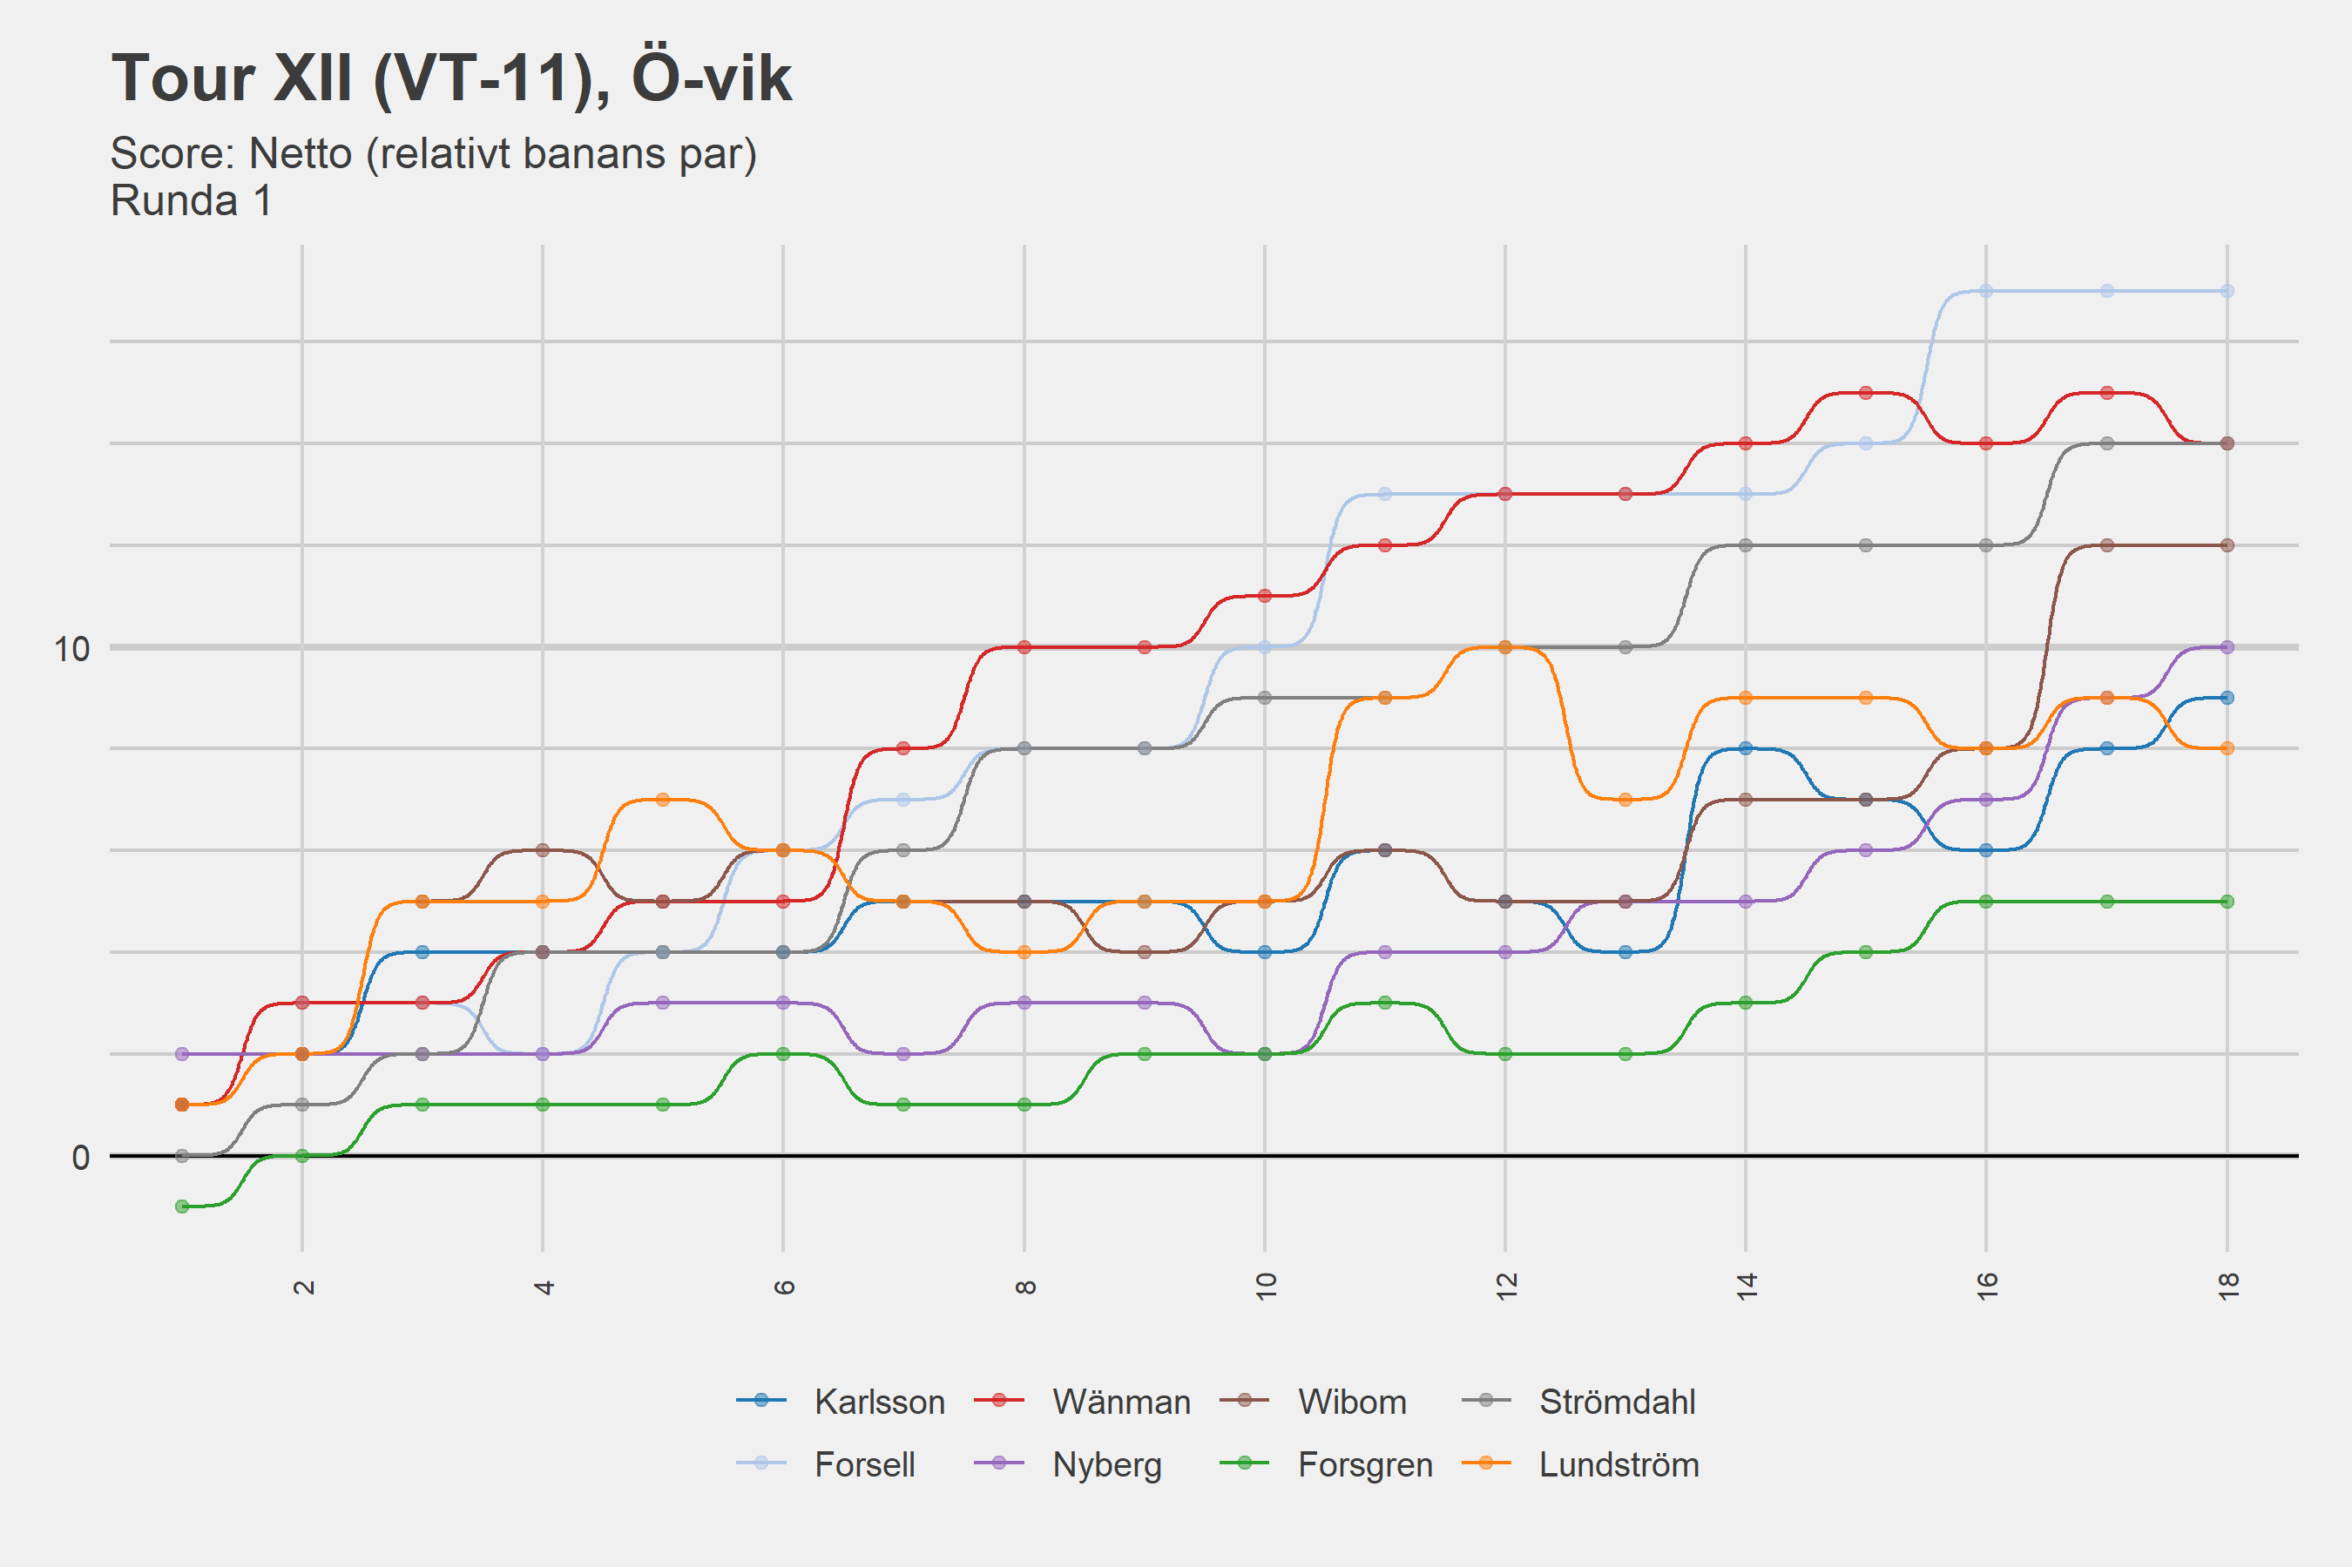 Tour XII (VT-11), Ö-vik
Score: Netto (relativt banans par)
Runda 1
10
0
2 4 6 8 10 12 14 16 18
Karlsson Wänman Wibom Strömdahl
Forsell Nyberg Forsgren Lundström